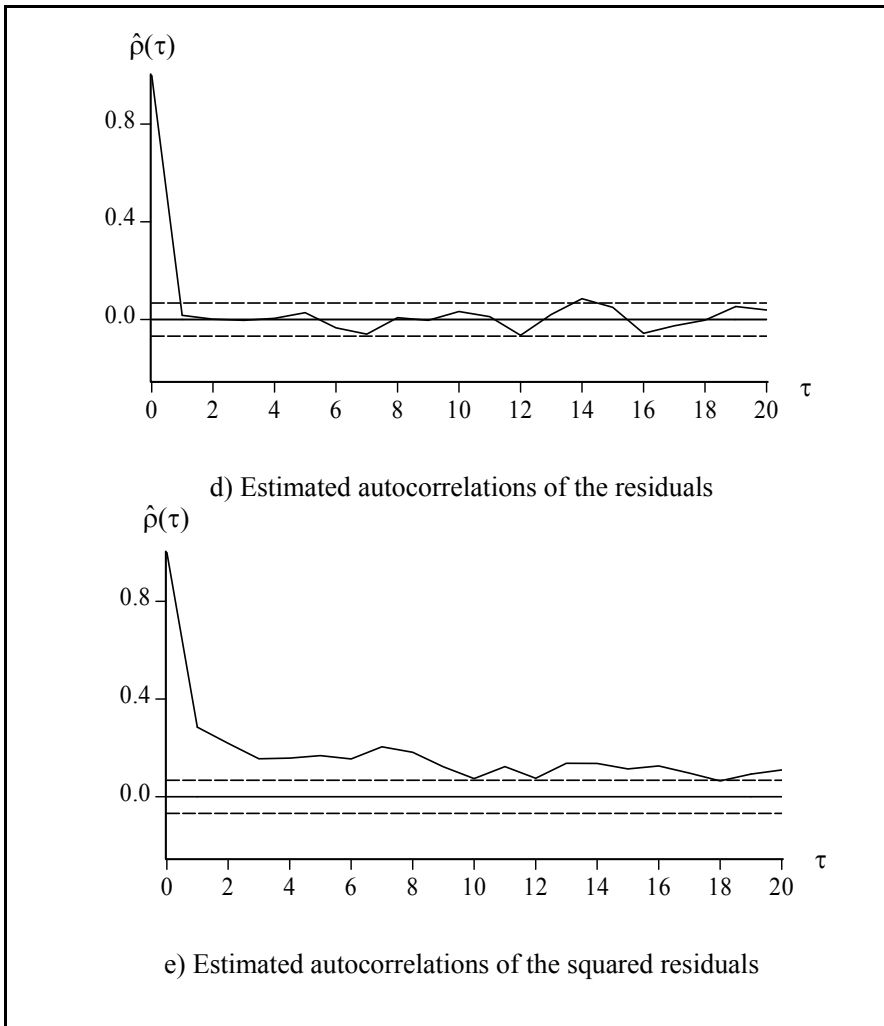 ρ̂(τ)
0.8
0.4
0.0
0 2 4 6 8 10 12 14 16 18 20 τ
d) Estimated autocorrelations of the residuals
ρ̂(τ)
0.8
0.4
0.0
0 2 4 6 8 10 12 14 16 18 20 τ
e) Estimated autocorrelations of the squared residuals